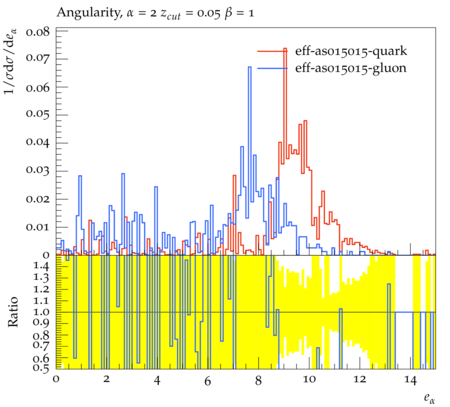 Angularity, α = 2 z_cut = 0.05 β = 1
1/σdσ/de_α
0.08
0.07
0.06
0.05
0.04
0.03
0.02
0.01
0
eff-as015015-quark
eff-as015015-gluon
Ratio
1.4
1.3
1.2
1.1
1.0
0.9
0.8
0.7
0.6
0.5
0 2 4 6 8 10 12 14
e_α